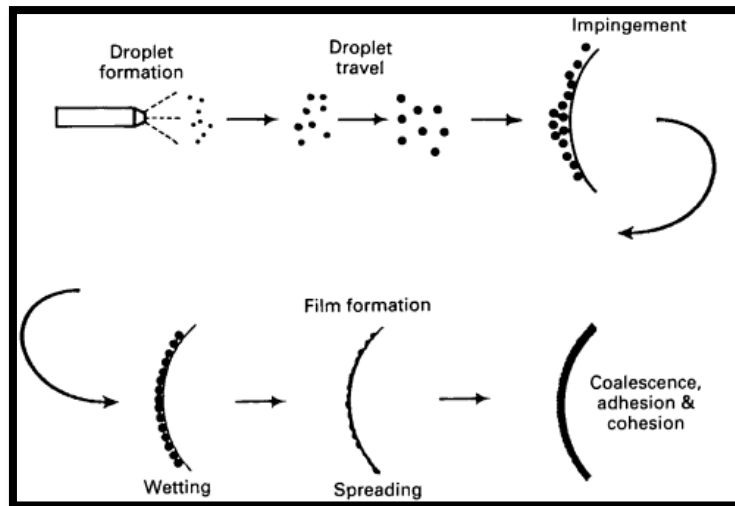 Droplet
formation
Droplet
travel
Impingement
Film formation
Wetting
Spreading
Coalescence,
adhesion &
cohesion